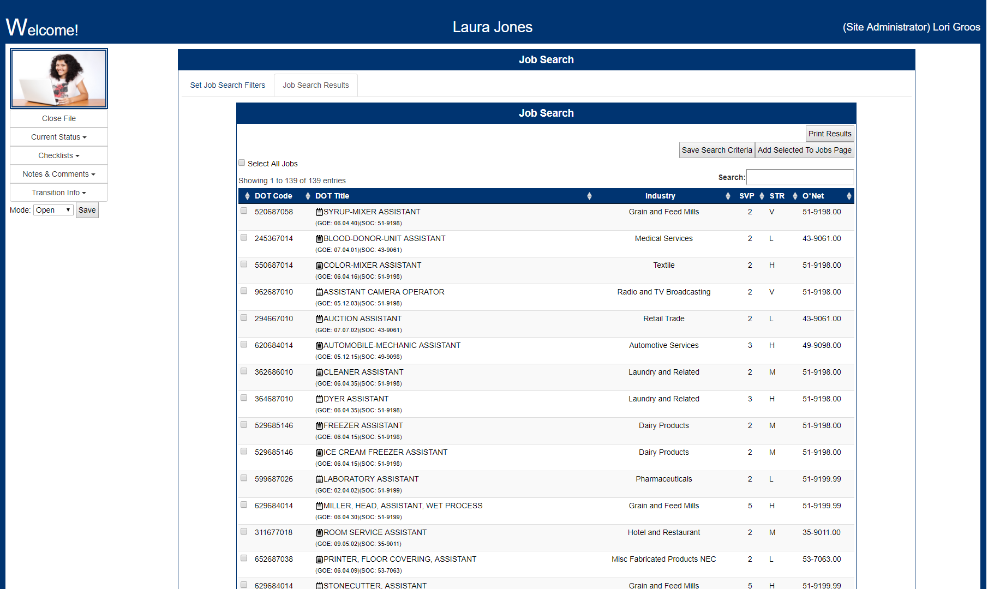 Welcome!
Laura Jones
(Site Administrator) Lori Groos
Close File
Current Status
Checklists
Notes & Comments
Transition Info
Mode: Open Save
Job Search
Set Job Search Filters Job Search Results
Job Search
Print Results
Save Search Criteria Add Selected To Jobs Page
Select All Jobs
Showing 1 to 139 of 139 entries Search:
DOT Code DOT Title Industry SVP STR O*Net
520687058 SYRUP-MIXER ASSISTANT Grain and Feed Mills 2 V 51-9198.00
(GOE: 06.04.40)(SOC: 51-9198)
245367014 BLOOD-DONOR-UNIT ASSISTANT Medical Services 2 L 43-9061.00
(GOE: 07.04.01)(SOC: 43-9061)
550687014 COLOR-MIXER ASSISTANT Textile 2 H 51-9198.00
(GOE: 06.04.16)(SOC: 51-9198)
962687010 ASSISTANT CAMERA OPERATOR Radio and TV Broadcasting 2 V 51-9198.00
(GOE: 05.12.03)(SOC: 51-9198)
294667010 AUCTION ASSISTANT Retail Trade 2 L 43-9061.00
(GOE: 07.07.02)(SOC: 43-9061)
620684014 AUTOMOBILE-MECHANIC ASSISTANT Automotive Services 3 H 49-9098.00
(GOE: 05.12.15)(SOC: 49-9098)
362686010 CLEANER ASSISTANT Laundry and Related 2 M 51-9198.00
(GOE: 06.04.35)(SOC: 51-9198)
364687010 DYER ASSISTANT Laundry and Related 3 H 51-9198.00
(GOE: 06.04.35)(SOC: 51-9198)
529685146 FREEZER ASSISTANT Dairy Products 2 M 51-9198.00
(GOE: 06.04.15)(SOC: 51-9198)
529685146 ICE CREAM FREEZER ASSISTANT Dairy Products 2 M 51-9198.00
(GOE: 06.04.15)(SOC: 51-9198)
599687026 LABORATORY ASSISTANT Pharmaceuticals 2 L 51-9199.99
(GOE: 02.04.02)(SOC: 51-9199)
629684014 MILLER, HEAD, ASSISTANT, WET PROCESS Grain and Feed Mills 5 H 51-9199.99
(GOE: 06.04.30)(SOC: 51-9199)
311677018 ROOM SERVICE ASSISTANT Hotel and Restaurant 2 M 35-9011.00
(GOE: 09.05.02)(SOC: 35-9011)
652687038 PRINTER, FLOOR COVERING, ASSISTANT Misc Fabricated Products NEC 2 L 53-7063.00
(GOE: 06.04.09)(SOC: 53-7063)
629684014 STONECUTTER, ASSISTANT Grain and Feed Mills 5 H 51-9199.99